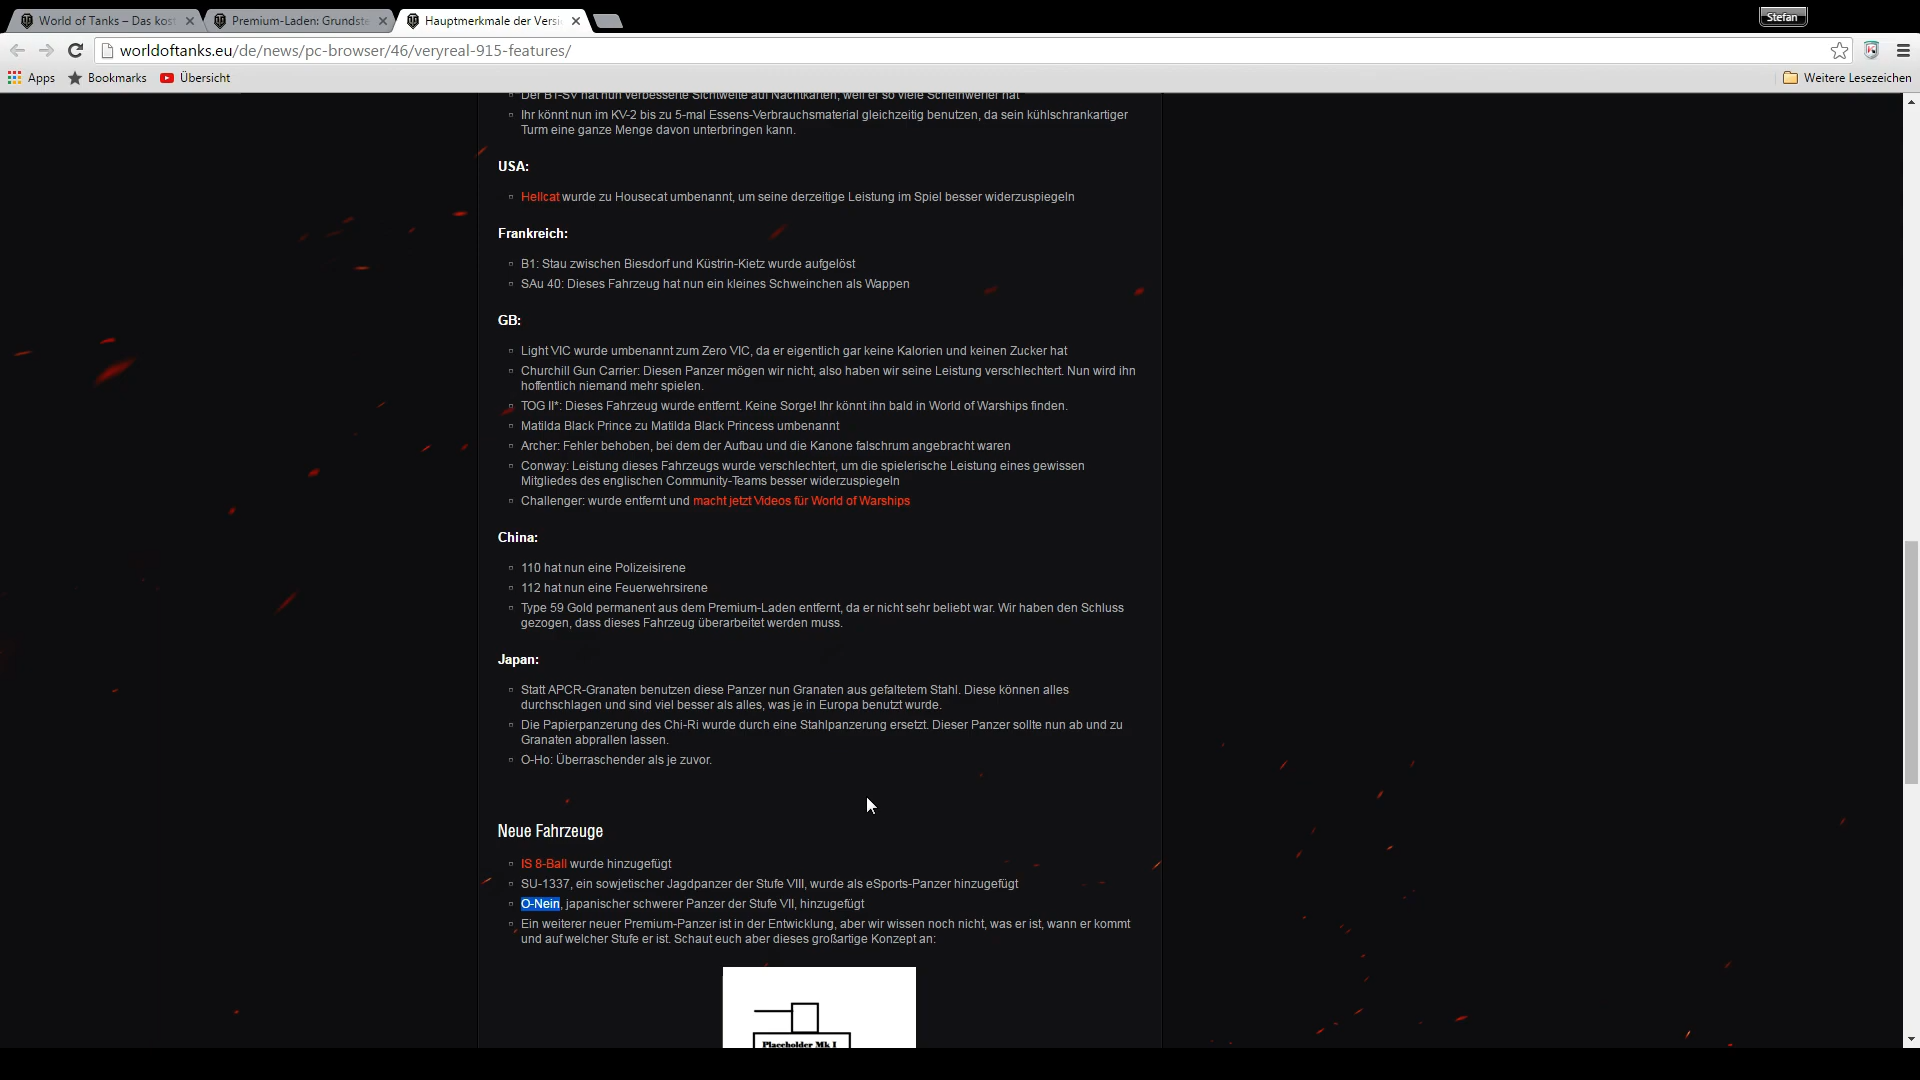 World of Tanks – Das kost
Premium-Laden: Grundste
Hauptmerkmale der Versi
Stefan
worldoftanks.eu/de/news/pc-browser/46/veryreal-915-features/
Apps
Bookmarks
Übersicht
Weitere Lesezeichen
Der BT-SV hat nun verbesserte Sichtweite auf Nachtkarten, weil er so viele Scheinwerfer hat
Ihr könnt nun im KV-2 bis zu 5-mal Essens-Verbrauchsmaterial gleichzeitig benutzen, da sein kühlschrankartiger
Turm eine ganze Menge davon unterbringen kann.
USA:
Hellcat wurde zu Housecat umbenannt, um seine derzeitige Leistung im Spiel besser widerzuspiegeln
Frankreich:
B1: Stau zwischen Biesdorf und Küstrin-Kietz wurde aufgelöst
SAu 40: Dieses Fahrzeug hat nun ein kleines Schweinchen als Wappen
GB:
Light VIC wurde umbenannt zum Zero VIC, da er eigentlich gar keine Kalorien und keinen Zucker hat
Churchill Gun Carrier: Diesen Panzer mögen wir nicht, also haben wir seine Leistung verschlechtert. Nun wird ihn
hoffentlich niemand mehr spielen.
TOG II*: Dieses Fahrzeug wurde entfernt. Keine Sorge! Ihr könnt ihn bald in World of Warships finden.
Matilda Black Prince zu Matilda Black Princess umbenannt
Archer: Fehler behoben, bei dem der Aufbau und die Kanone falschrum angebracht waren
Conway: Leistung dieses Fahrzeugs wurde verschlechtert, um die spielerische Leistung eines gewissen
Mitgliedes des englischen Community-Teams besser widerzuspiegeln
Challenger: wurde entfernt und macht jetzt Videos für World of Warships
China:
110 hat nun eine Polizeisirene
112 hat nun eine Feuerwehrsirene
Type 59 Gold permanent aus dem Premium-Laden entfernt, da er nicht sehr beliebt war. Wir haben den Schluss
gezogen, dass dieses Fahrzeug überarbeitet werden muss.
Japan:
Statt APCR-Granaten benutzen diese Panzer nun Granaten aus gefaltetem Stahl. Diese können alles
durchschlagen und sind viel besser als alles, was je in Europa benutzt wurde.
Die Papierpanzerung des Chi-Ri wurde durch eine Stahlpanzerung ersetzt. Dieser Panzer sollte nun ab und zu
Granaten abprallen lassen.
O-Ho: Überraschender als je zuvor.
Neue Fahrzeuge
IS 8-Ball wurde hinzugefügt
SU-1337, ein sowjetischer Jagdpanzer der Stufe VIII, wurde als eSports-Panzer hinzugefügt
O-Nein, japanischer schwerer Panzer der Stufe VII, hinzugefügt
Ein weiterer neuer Premium-Panzer ist in der Entwicklung, aber wir wissen noch nicht, was er ist, wann er kommt
und auf welcher Stufe er ist. Schaut euch aber dieses großartige Konzept an:
Placeholder Mk I